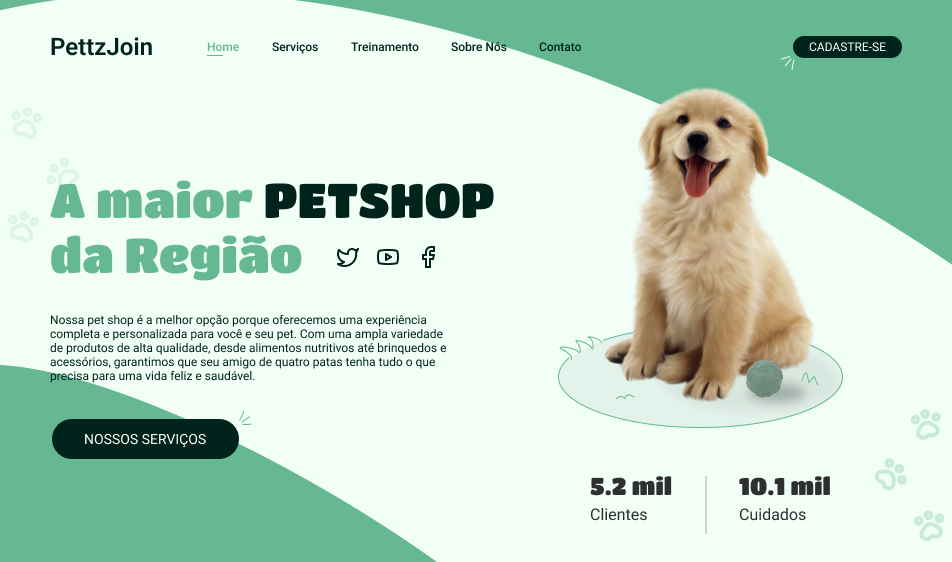 PettzJoin
Home
Serviços
Treinamento
Sobre Nós
Contato
CADASTRE-SE
A maior PETSHOP
da Região
Nossa pet shop é a melhor opção porque oferecemos uma experiência
completa e personalizada para você e seu pet. Com uma ampla variedade
de produtos de alta qualidade, desde alimentos nutritivos até brinquedos e
acessórios, garantimos que seu amigo de quatro patas tenha tudo o que
precisa para uma vida feliz e saudável.
NOSSOS SERVIÇOS
5.2 mil
Clientes
10.1 mil
Cuidados